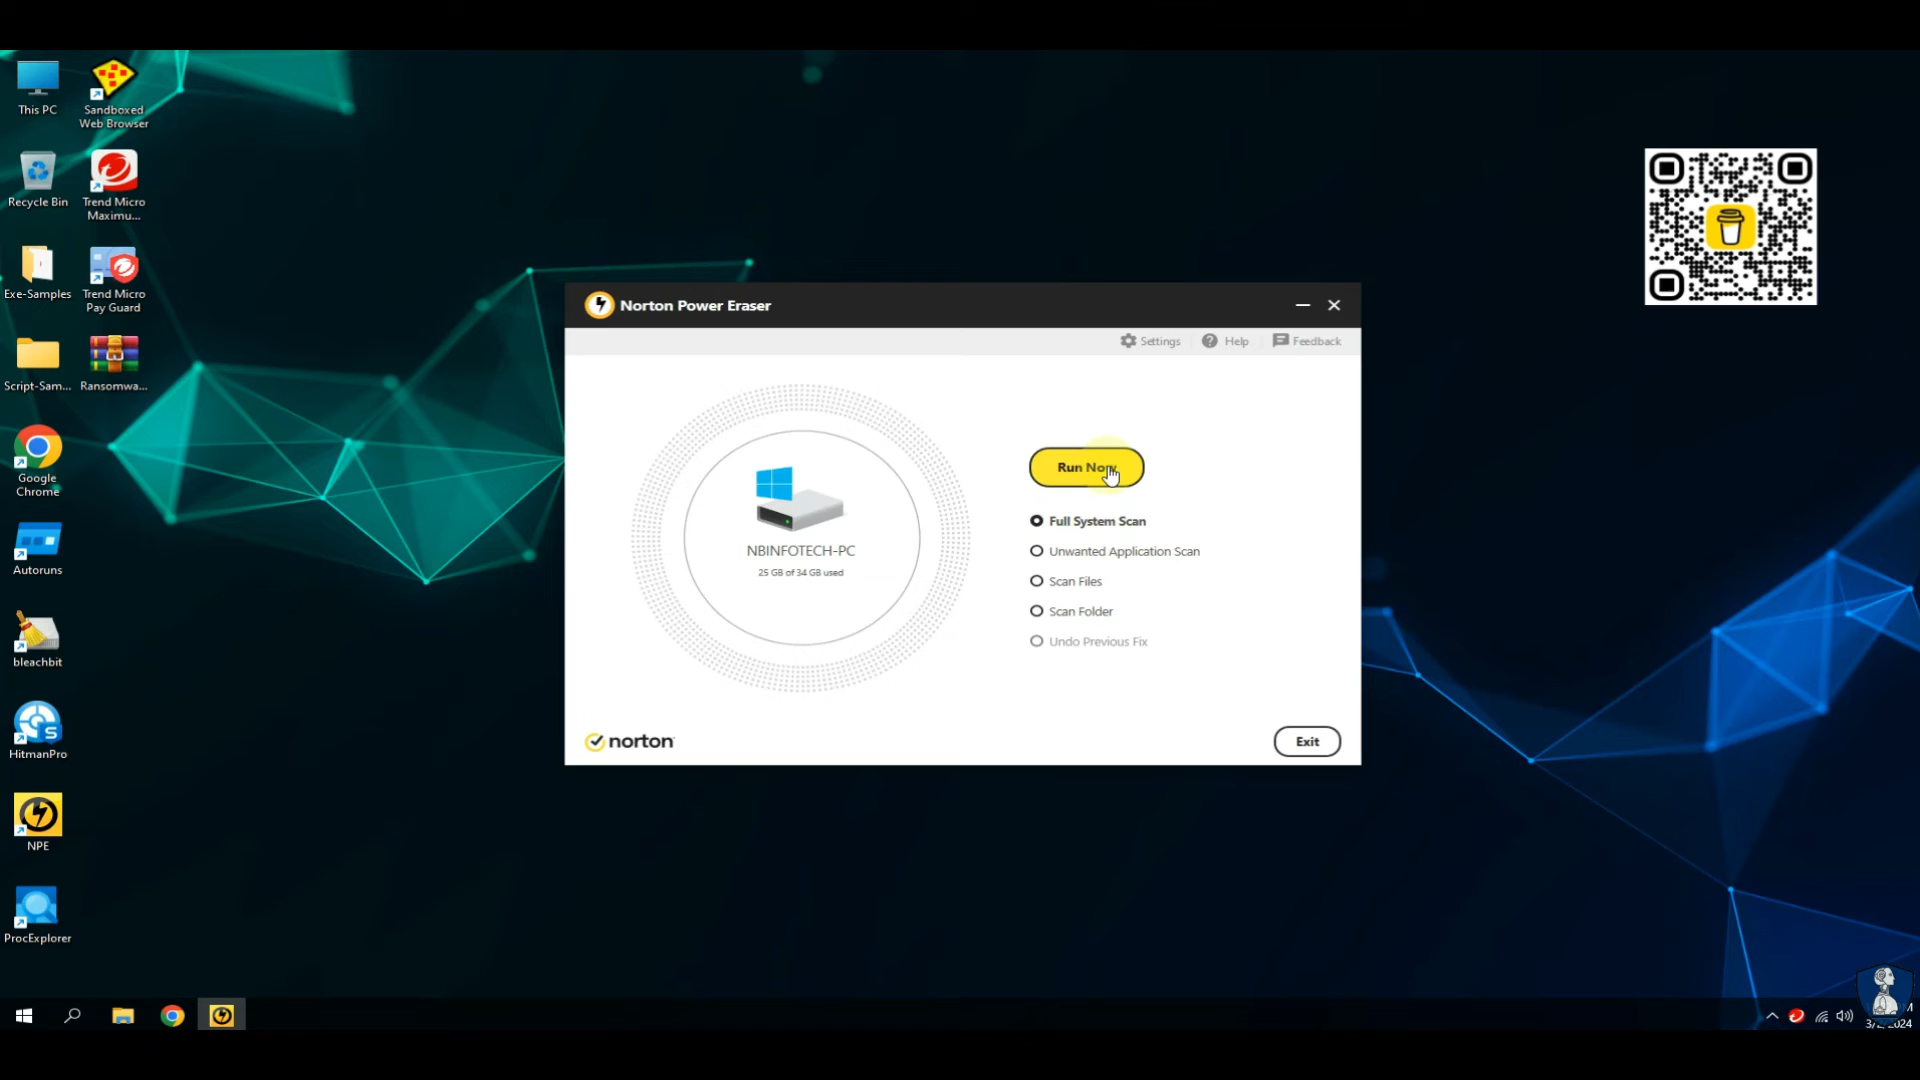 This PC
Sandboxed
Web Browser
Recycle Bin
Trend Micro
Maximu...
Exe-Samples
Trend Micro
Pay Guard
Script-Sam...
Ransomwa...
Google
Chrome
Autoruns
bleachbit
HitmanPro
NPE
ProcExplorer
Norton Power Eraser
Settings
Help
Feedback
NBINFOTECH-PC
25 GB of 34 GB used
Run Now
Full System Scan
Unwanted Application Scan
Scan Files
Scan Folder
Undo Previous Fix
norton
Exit